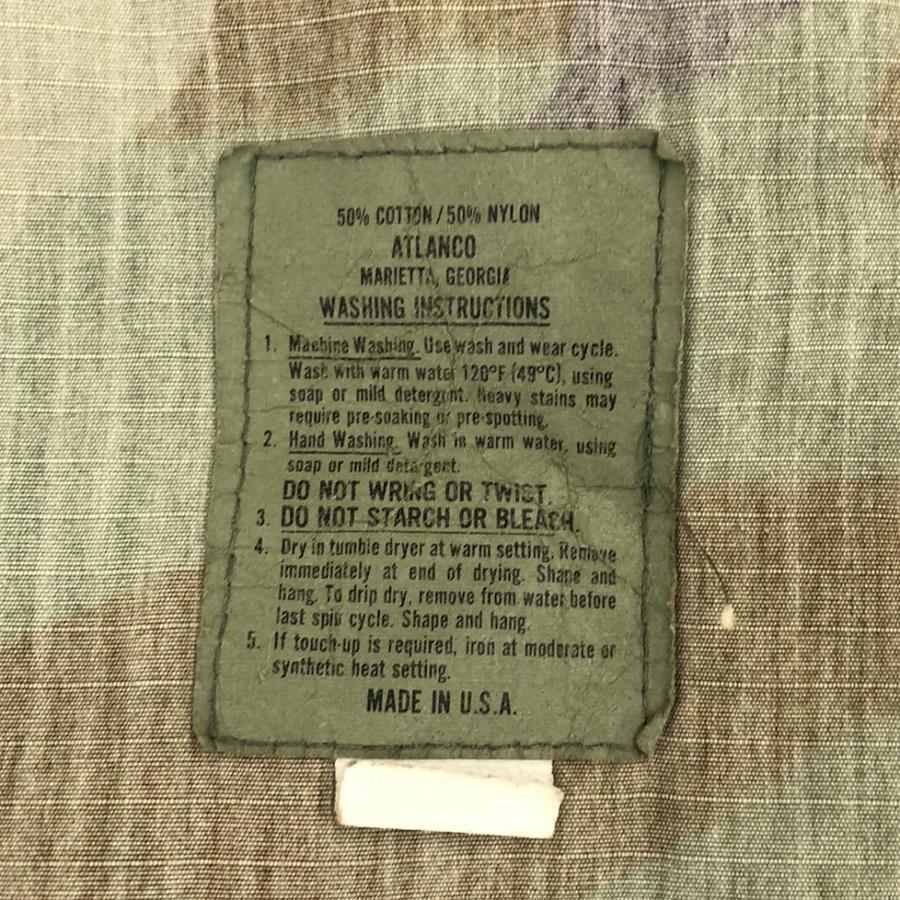 50% COTTON / 50% NYLON
ATLANCO
MARIETTA, GEORGIA
WASHING INSTRUCTIONS
1. Machine Washing. Use wash and wear cycle.
Wash with warm water 120°F (49°C), using
soap or mild detergent. Heavy stains may
require pre-soaking or pre-spotting.
2. Hand Washing. Wash in warm water, using
soap or mild detergent.
DO NOT WRING OR TWIST.
3. DO NOT STARCH OR BLEACH.
4. Dry in tumble dryer at warm setting. Remove
immediately at end of drying. Shape and
hang. To drip dry, remove from water before
last spin cycle. Shape and hang.
5. If touch-up is required, iron at moderate or
synthetic heat setting.
MADE IN U.S.A.